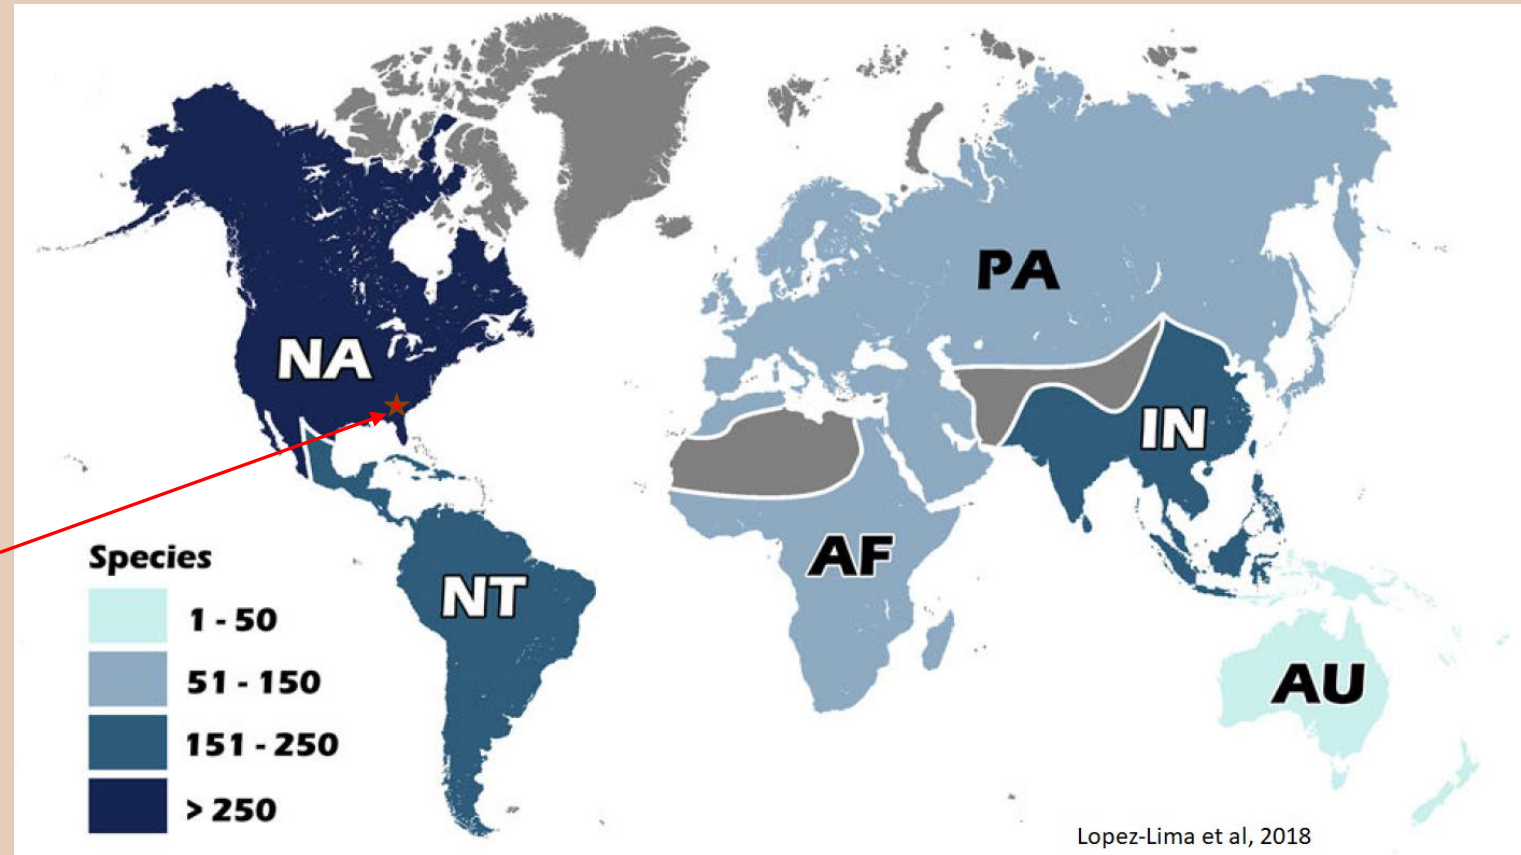 PA
NA
IN
AF
Species
NT
1 - 50
51 - 150
AU
151 - 250
> 250
Lopez-Lima et al, 2018